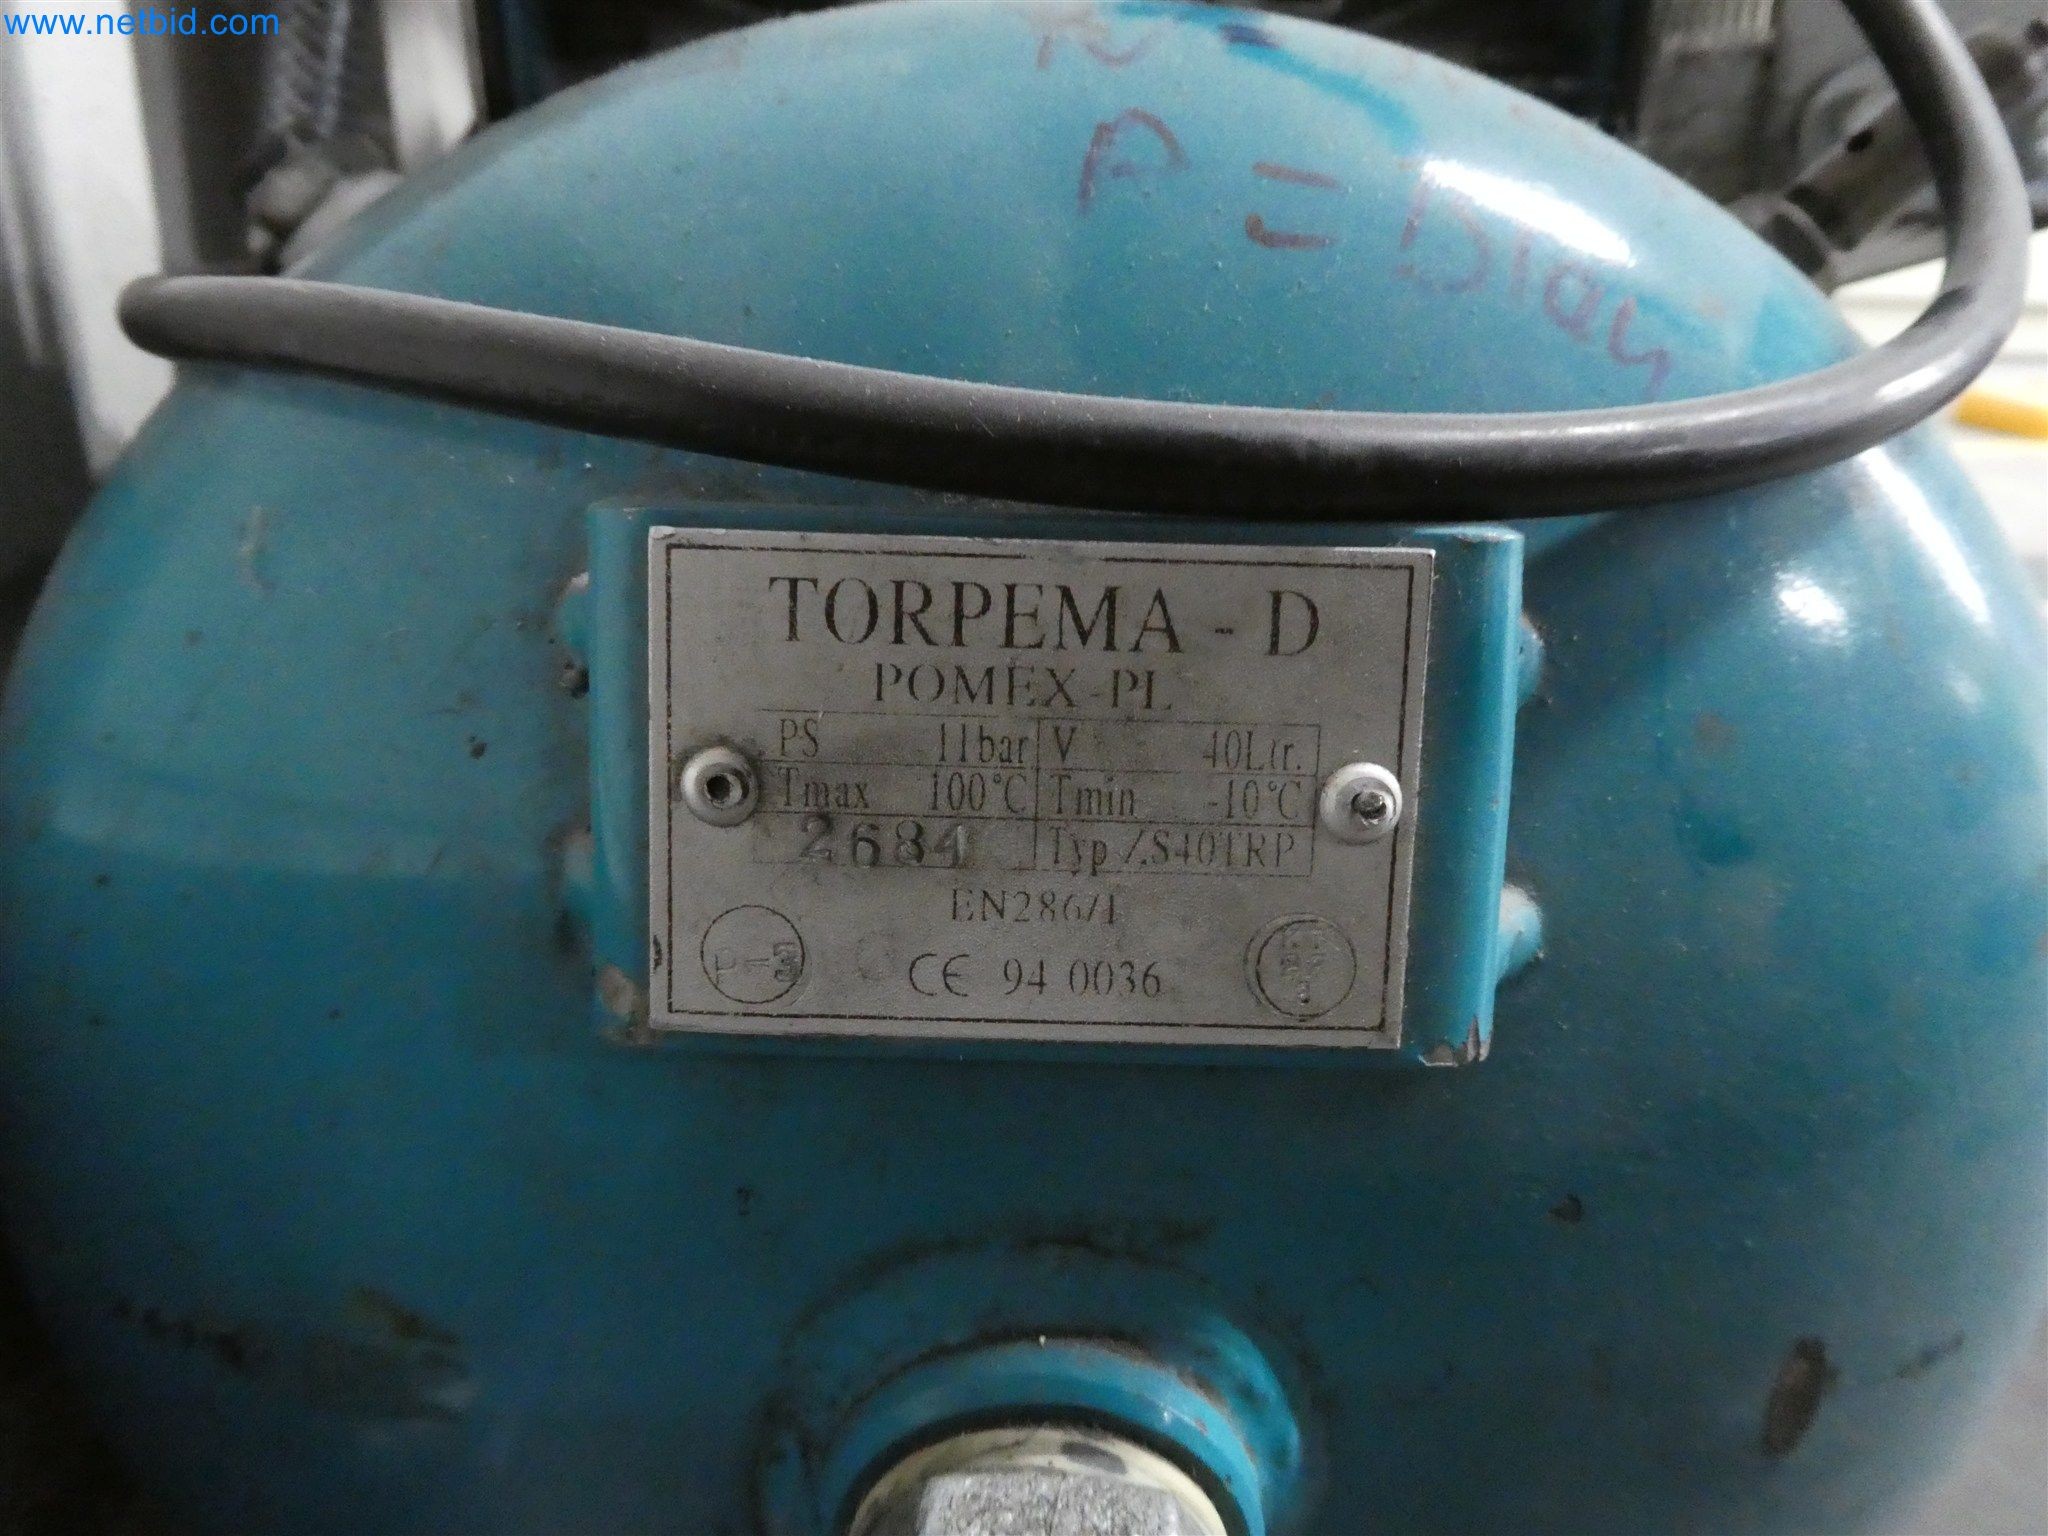 www.netbid.com
P = Blau
TORPEMA - D
POMEX-PL
PS 11bar V 40Ltr.
Tmax 100°C Tmin -10°C
2684 Typ ZS40TRP
EN286/1
CE 94 0036